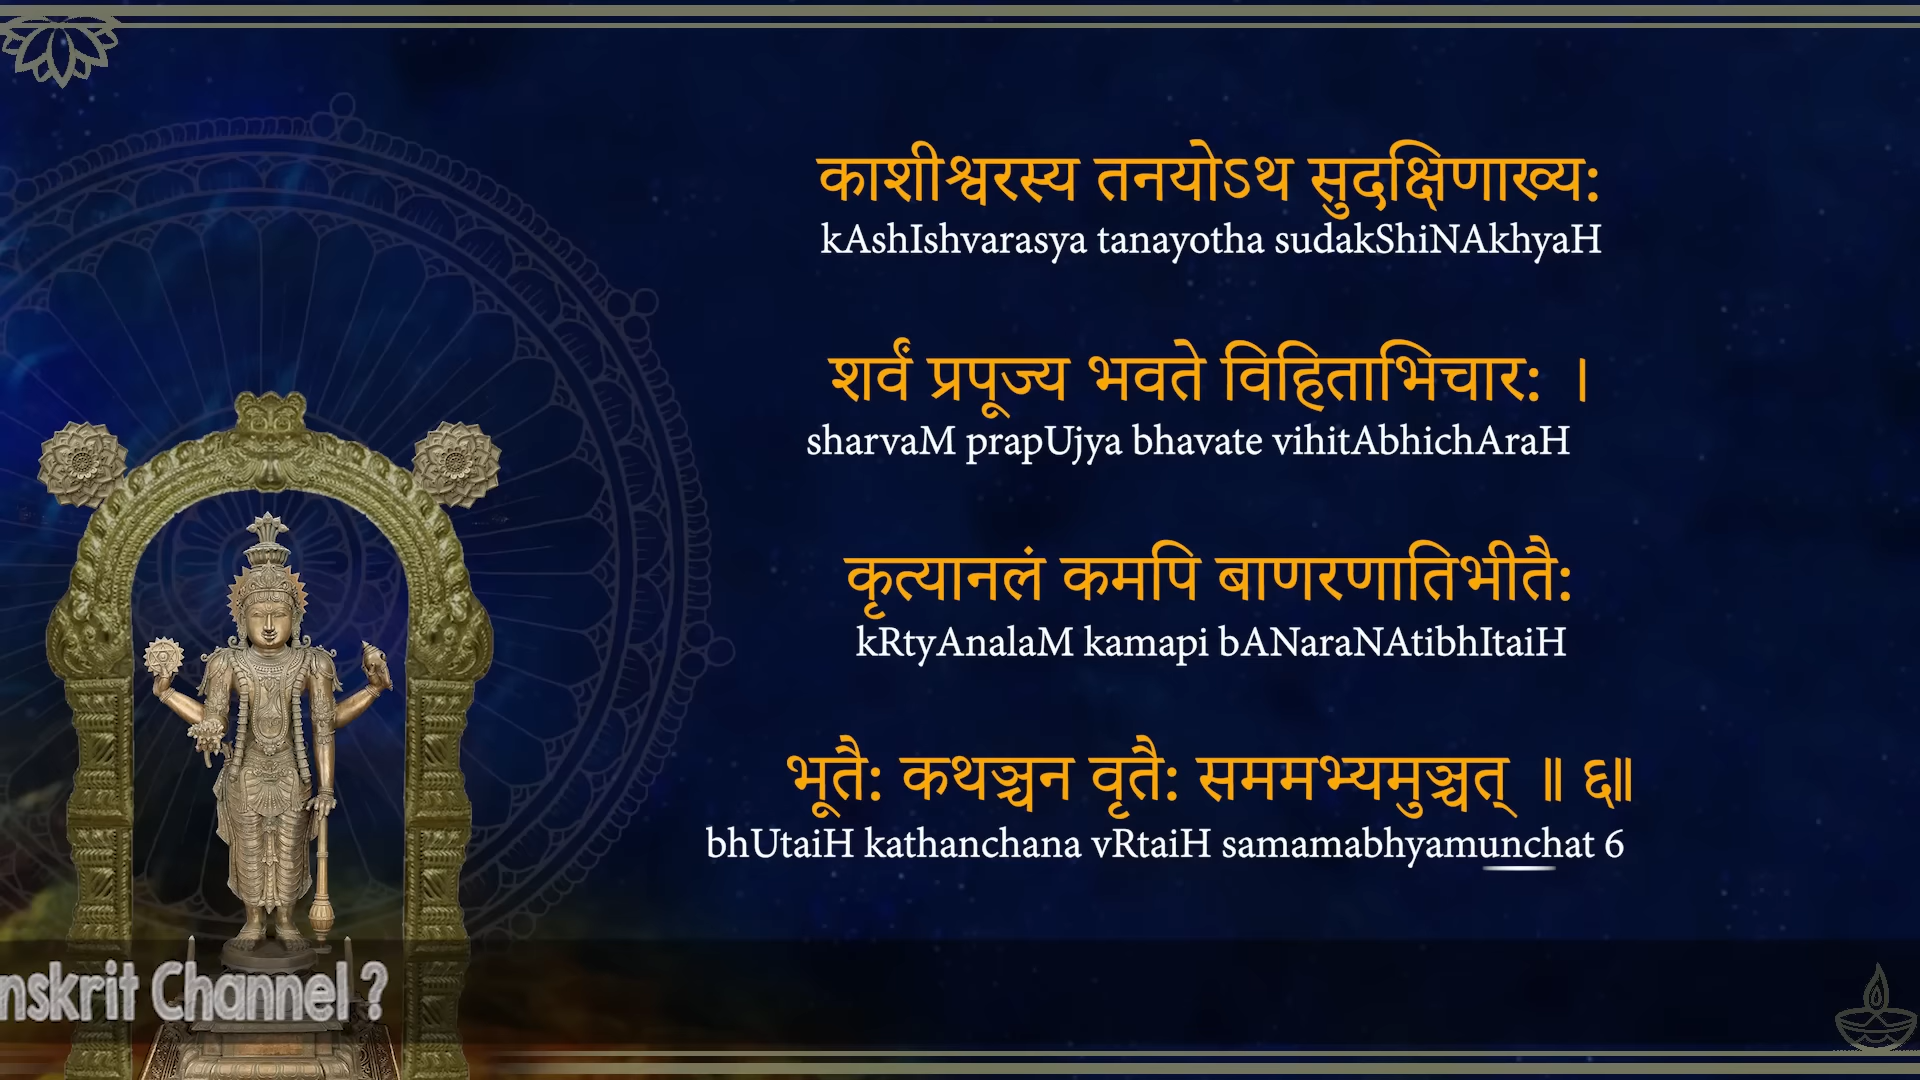 काशीश्वरस्य तनयोऽथ सुदक्षिणाख्य:
kAshIshvarasya tanayotha sudakShiNAkhyaH
शर्वं प्रपूज्य भवते विहिताभिचार: ।
sharvaM prapUjya bhavate vihitAbhichAraH
कृत्यानलं कमपि बाणरणातिभीतै:
kRtyAnalaM kamapi bANaraNAtibhItaiH
भूतै: कथञ्चन वृतै: सममभ्यमुञ्चत् ॥ ६॥
bhUtaiH kathanchana vRtaiH samamabhyamunchat 6
nskrit Channel ?